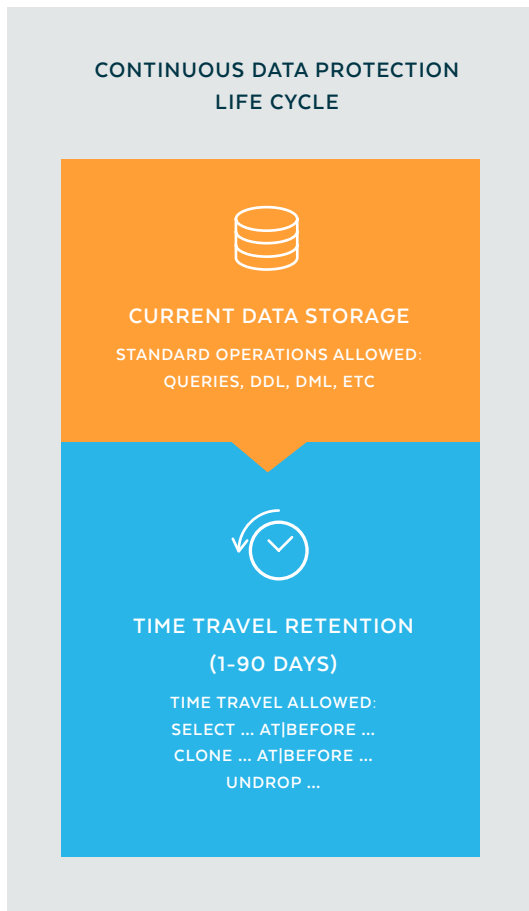 CONTINUOUS DATA PROTECTION
LIFE CYCLE
CURRENT DATA STORAGE
STANDARD OPERATIONS ALLOWED:
QUERIES, DDL, DML, ETC
TIME TRAVEL RETENTION
(1-90 DAYS)
TIME TRAVEL ALLOWED:
SELECT ... AT|BEFORE ...
CLONE ... AT|BEFORE ...
UNDROP ...